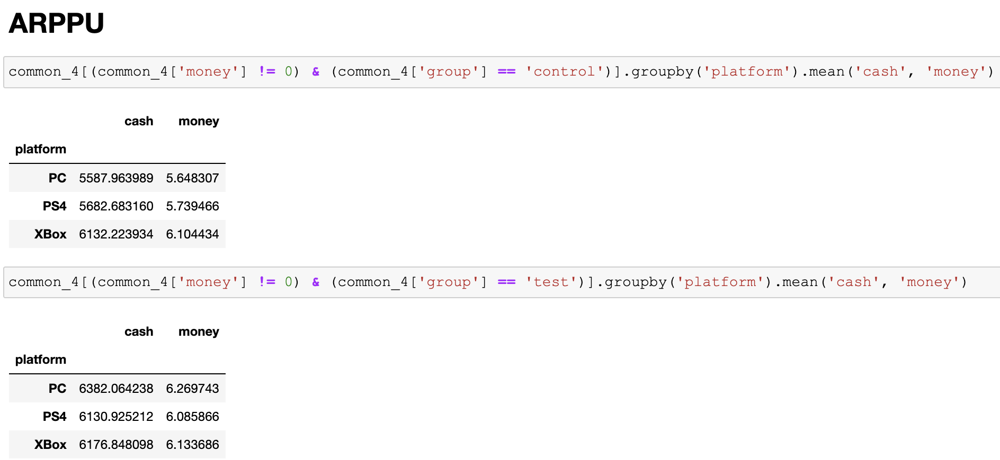 ARPPU
common_4[(common_4['money'] != 0) & (common_4['group'] == 'control')].groupby('platform').mean('cash', 'money')
cash money
platform
PC 5587.963989 5.648307
PS4 5682.683160 5.739466
XBox 6132.223934 6.104434
common_4[(common_4['money'] != 0) & (common_4['group'] == 'test')].groupby('platform').mean('cash', 'money')
cash money
platform
PC 6382.064238 6.269743
PS4 6130.925212 6.085866
XBox 6176.848098 6.133686